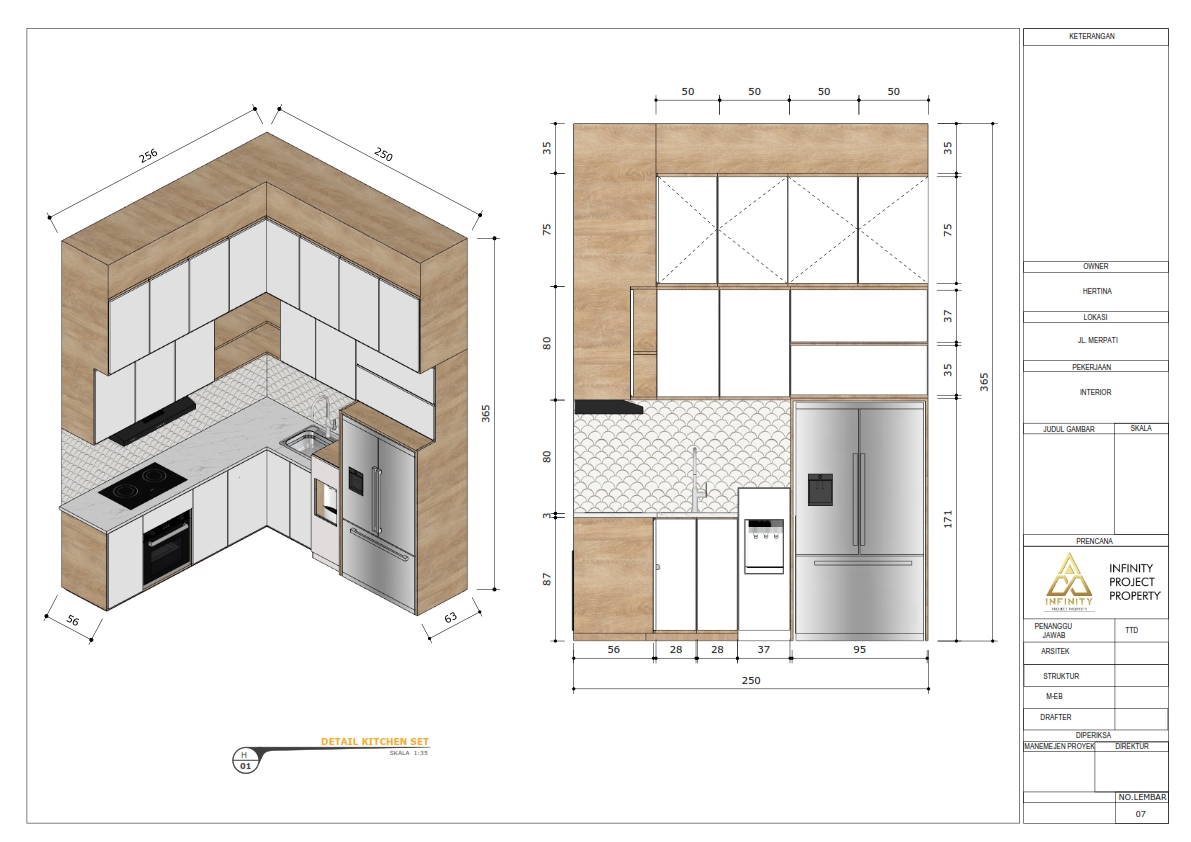 256
250
365
56
63
50
50
50
50
35
75
80
80
3
87
35
75
37
35
171
365
56
28
28
37
95
250
DETAIL KITCHEN SET
SKALA 1:35
H
01
KETERANGAN
OWNER
HERTINA
LOKASI
JL. MERPATI
PEKERJAAN
INTERIOR
JUDUL GAMBAR
SKALA
PRENCANA
INFINITY
PROJECT PROPERTY
INFINITY
PROJECT
PROPERTY
PENANGGU
JAWAB
TTD
ARSITEK
STRUKTUR
M-EB
DRAFTER
DIPERIKSA
MANEMEJEN PROYEK
DIREKTUR
NO.LEMBAR
07